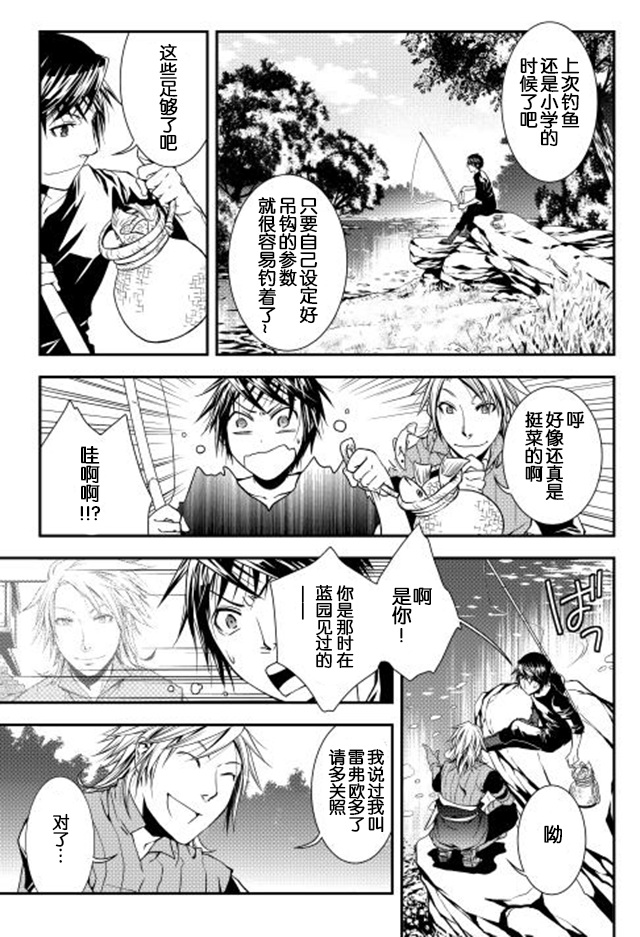 上次钓鱼
还是小学的
时候了吧
只要自己设定好
吊钩的参数
就很容易钓着了~
这些足够了吧
呼
好像还真是
挺菜的啊
哇啊啊!!?
ばっ
呦
啊
是你！
你是那时在
蓝园见过的
——
我说过我叫
雷弗欧多了
请多关照
对了…